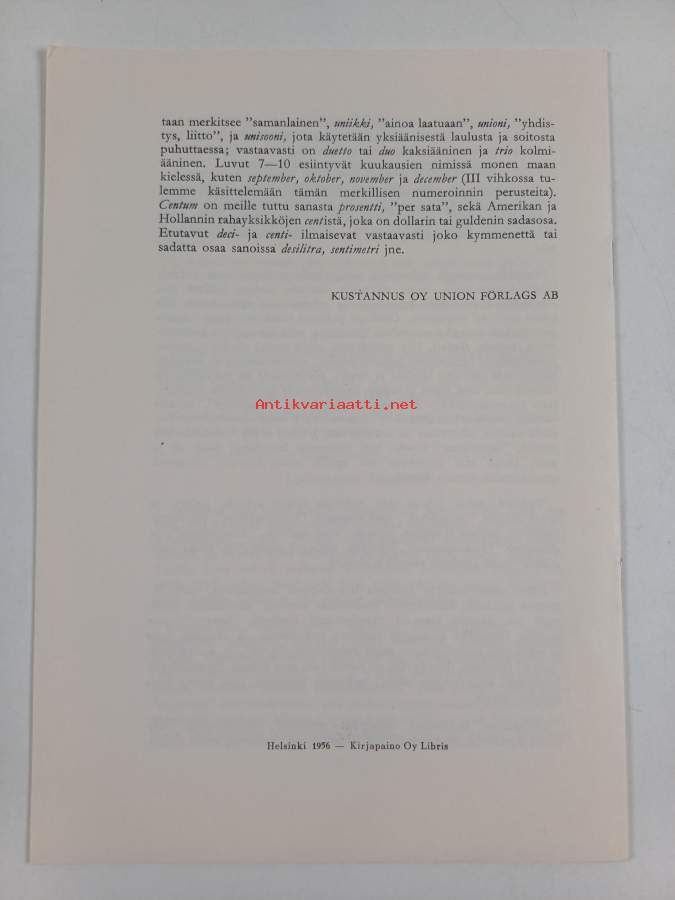 taan merkitsee "samanlainen", uniikki, "ainoa laatuaan", unioni, "yhdis-
tys, liitto", ja unisooni, jota käytetään yksiäänisestä laulusta ja soitosta
puhuttaessa; vastaavasti on duetto tai duo kaksiääninen ja trio kolmi-
ääninen. Luvut 7—10 esiintyvät kuukausien nimissä monen maan
kielessä, kuten september, oktober, november ja december (III vihkossa tu-
lemme käsittelemään tämän merkillisen numeroinnin perusteita).
Centum on meille tuttu sanasta prosentti, "per sata", sekä Amerikan ja
Hollannin rahayksikköjen centistä, joka on dollarin tai guldenin sadasosa.
Etutavut deci- ja centi- ilmaisevat vastaavasti joko kymmenettä tai
sadatta osaa sanoissa desilitra, sentimetri jne.
KUSTANNUS OY UNION FÖRLAGS AB
Antikvariaatti.net
Helsinki 1956 — Kirjapaino Oy Libris